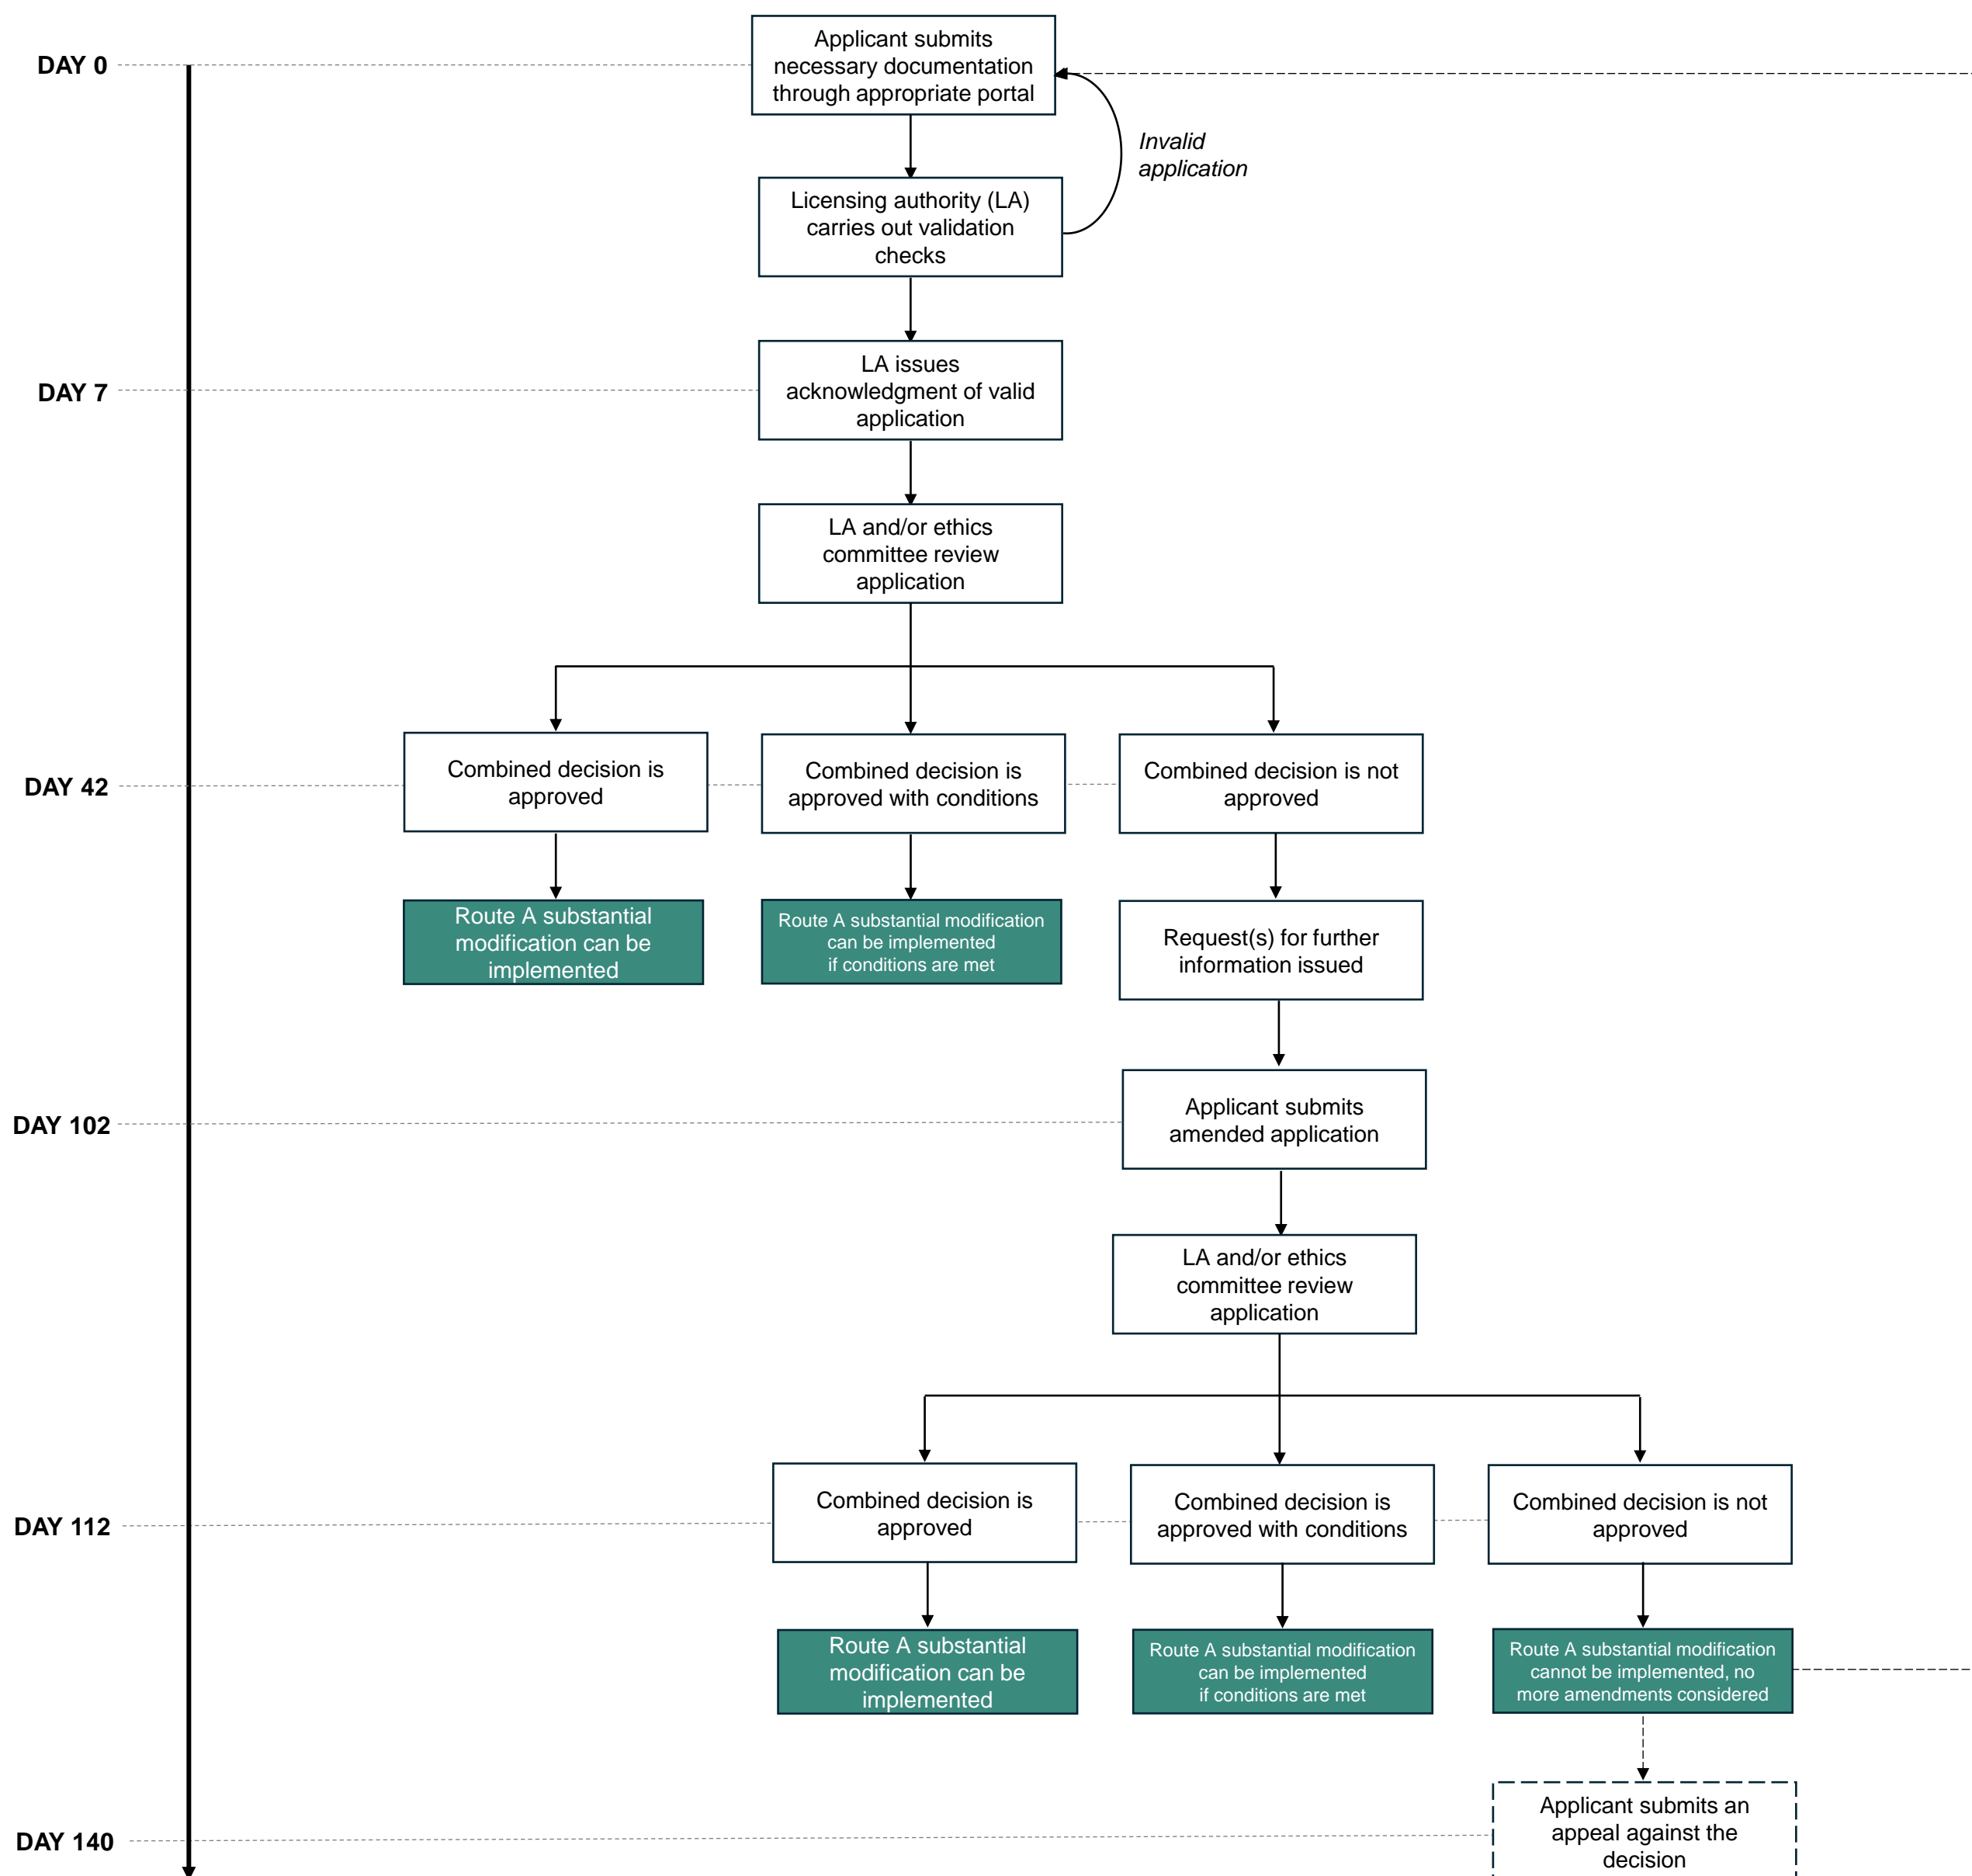 DAY 0
Applicant submits
necessary documentation
through appropriate portal
Invalid
application
Licensing authority (LA)
carries out validation
checks
DAY 7
LA issues
acknowledgment of valid
application
LA and/or ethics
committee review
application
DAY 42
Combined decision is
approved
Combined decision is
approved with conditions
Combined decision is not
approved
Route A substantial
modification can be
implemented
Route A substantial modification
can be implemented
if conditions are met
Request(s) for further
information issued
DAY 102
Applicant submits
amended application
LA and/or ethics
committee review
application
DAY 112
Combined decision is
approved
Combined decision is
approved with conditions
Combined decision is not
approved
Route A substantial
modification can be
implemented
Route A substantial modification
can be implemented
if conditions are met
Route A substantial modification
cannot be implemented, no
more amendments considered
DAY 140
Applicant submits an
appeal against the
decision